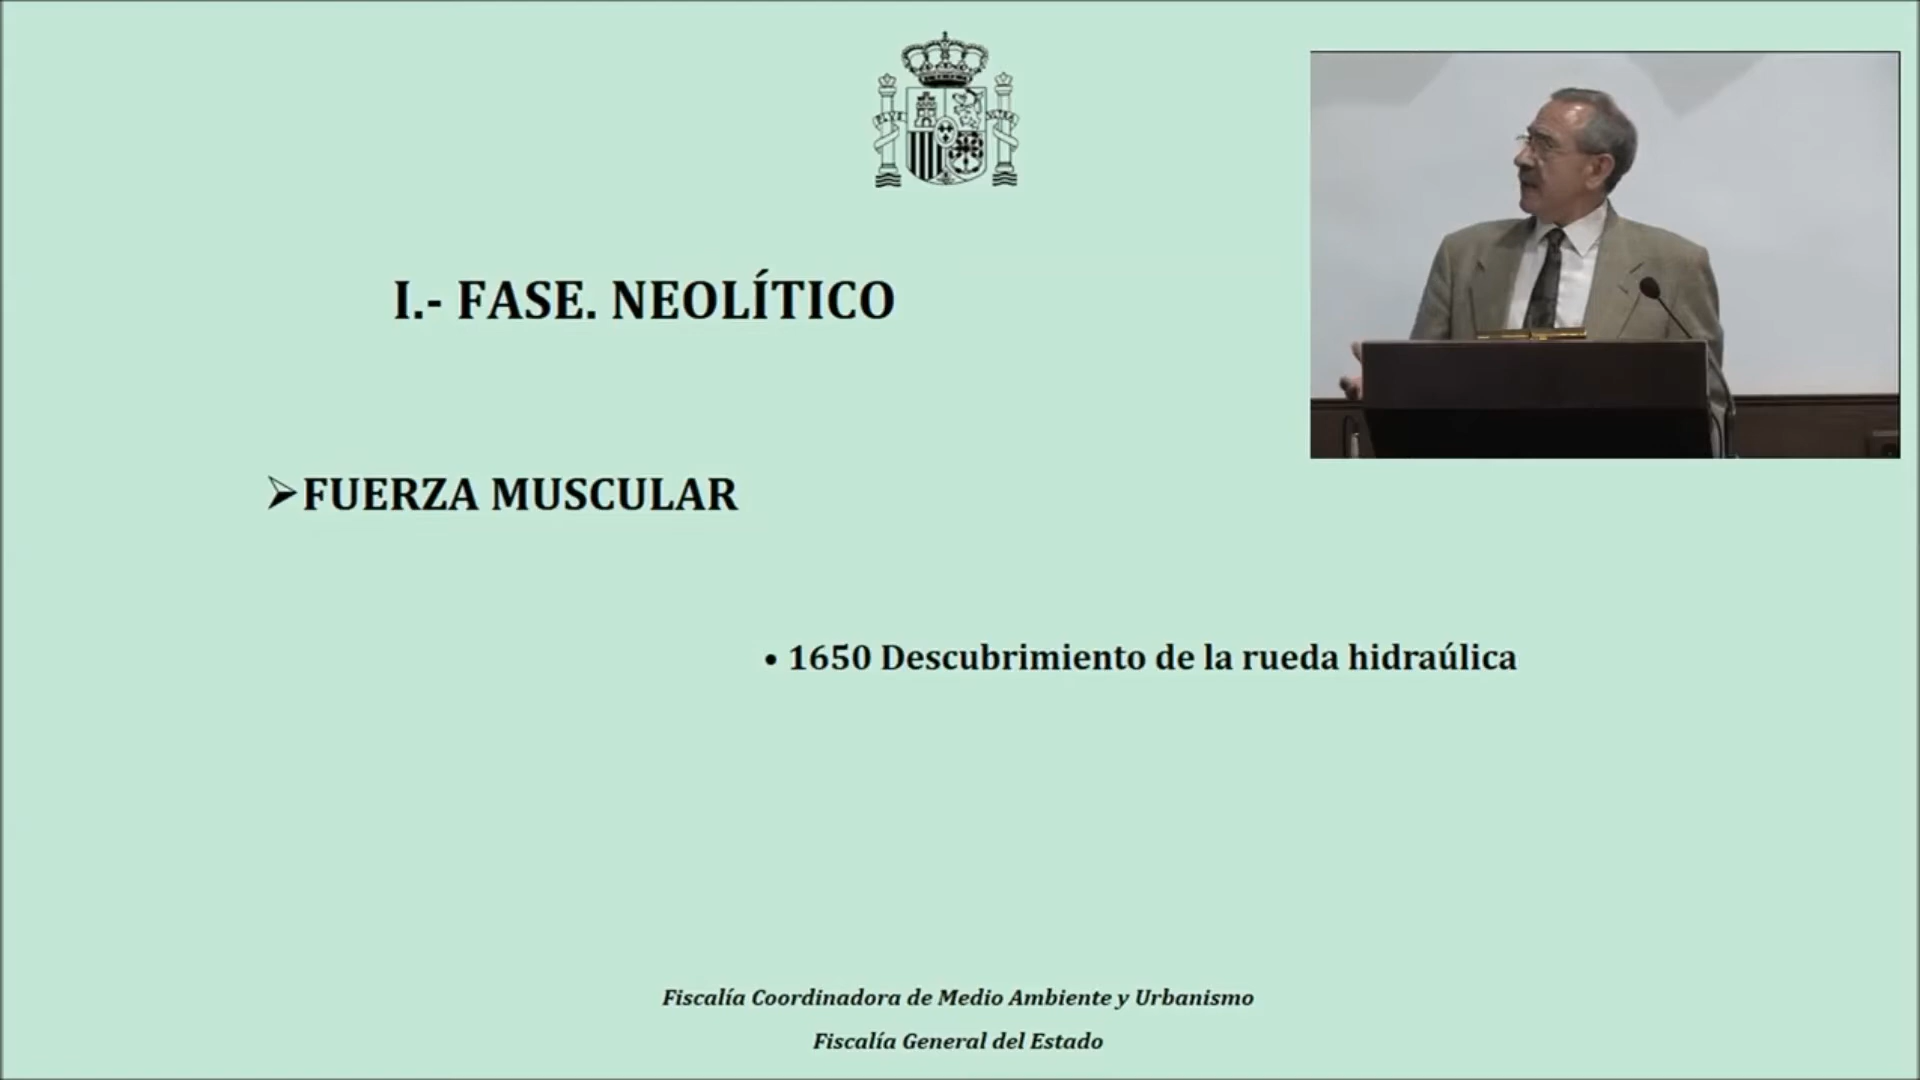 I.- FASE. NEOLÍTICO
➢FUERZA MUSCULAR
• 1650 Descubrimiento de la rueda hidraúlica
Fiscalía Coordinadora de Medio Ambiente y Urbanismo
Fiscalía General del Estado